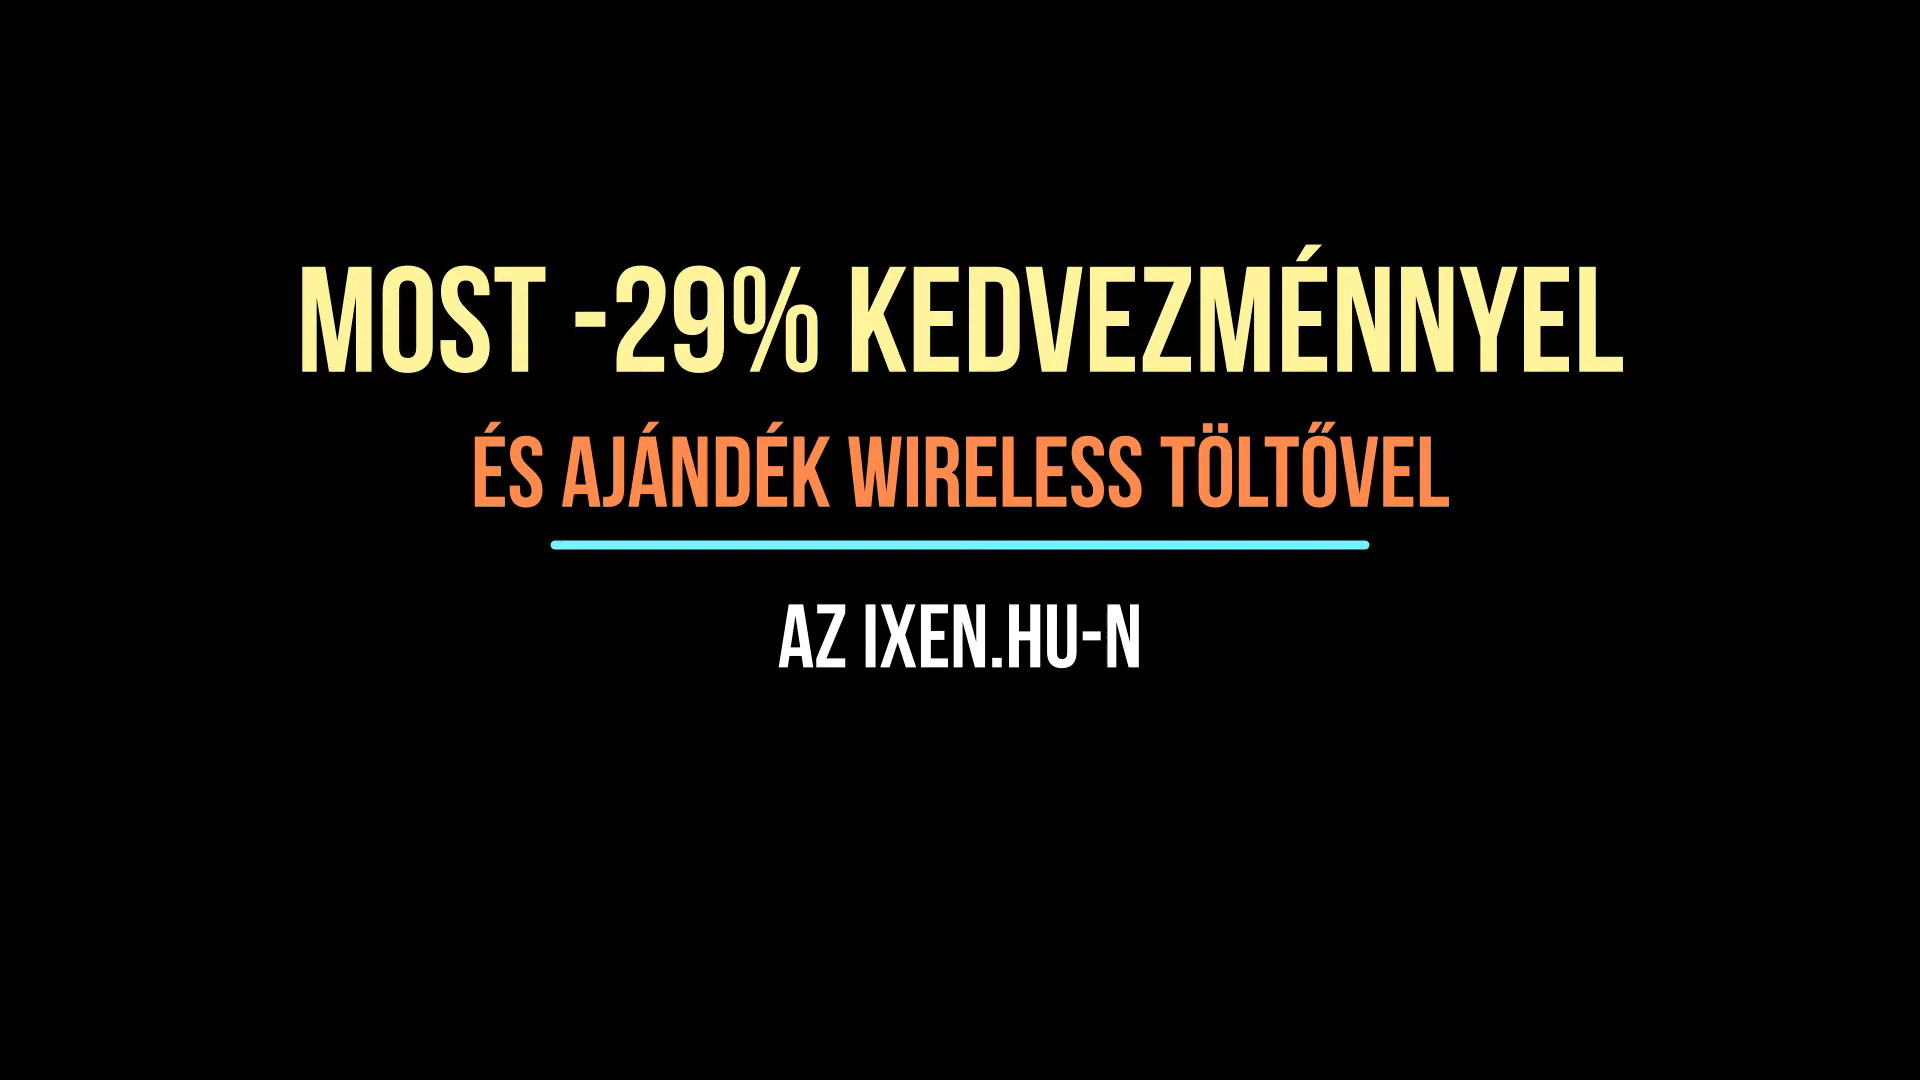 MOST -29% KEDVEZMÉNNYEL
ÉS AJÁNDÉK WIRELESS TÖLTŐVEL
AZ IXEN.HU-N